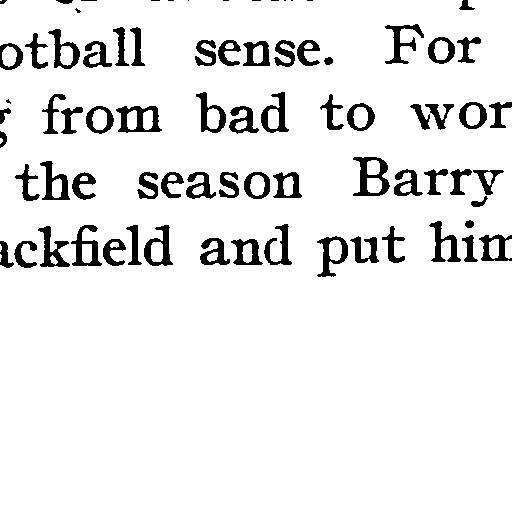 otball sense. For
g from bad to wor
the season Barry
ackfield and put him